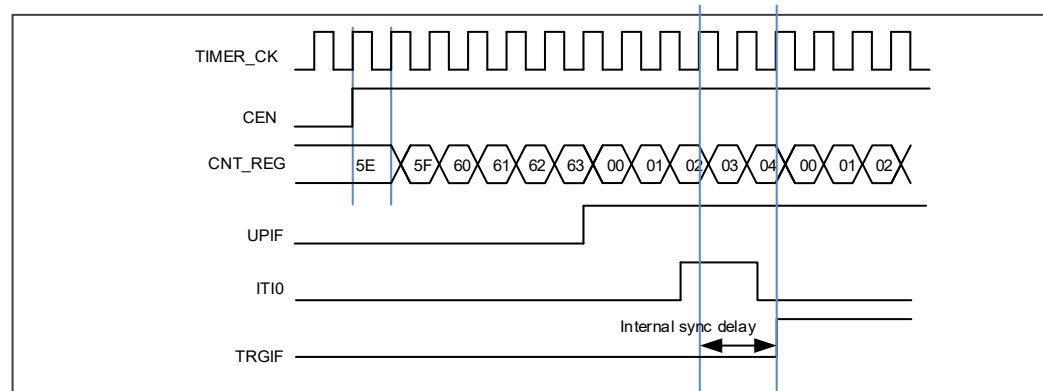 TIMER_CK
CEN
CNT_REG 5E 5F 60 61 62 63 00 01 02 03 04 00 01 02
UPIF
ITI0
Internal sync delay
TRGIF